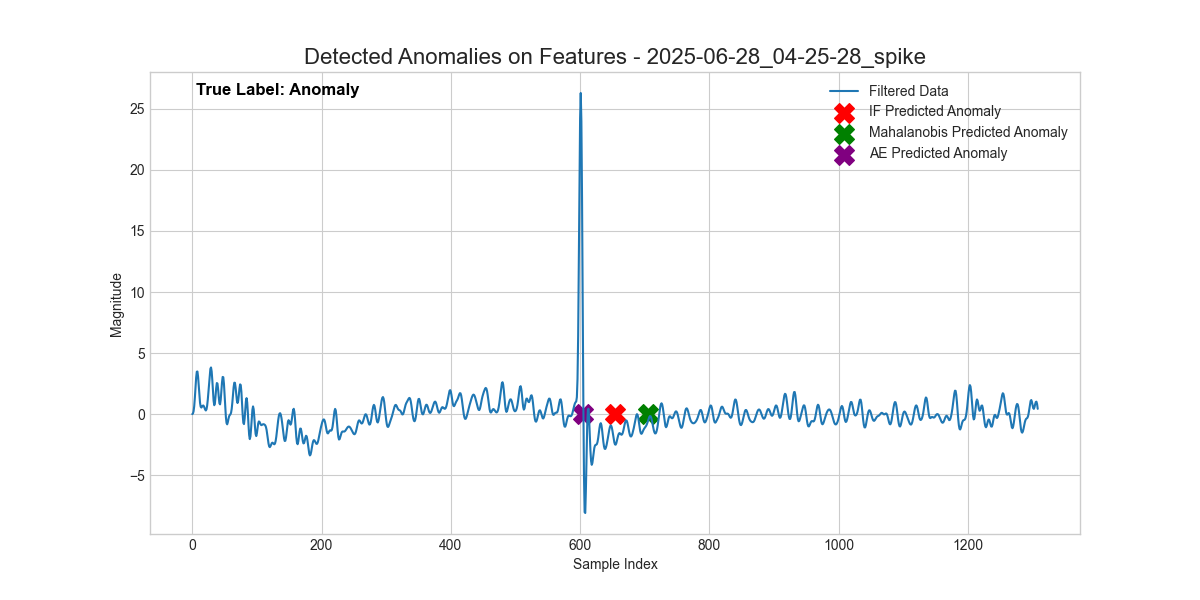 Detected Anomalies on Features - 2025-06-28_04-25-28_spike
True Label: Anomaly
Filtered Data
IF Predicted Anomaly
Mahalanobis Predicted Anomaly
AE Predicted Anomaly
25
20
15
10
5
0
−5
Magnitude
0 200 400 600 800 1000 1200
Sample Index